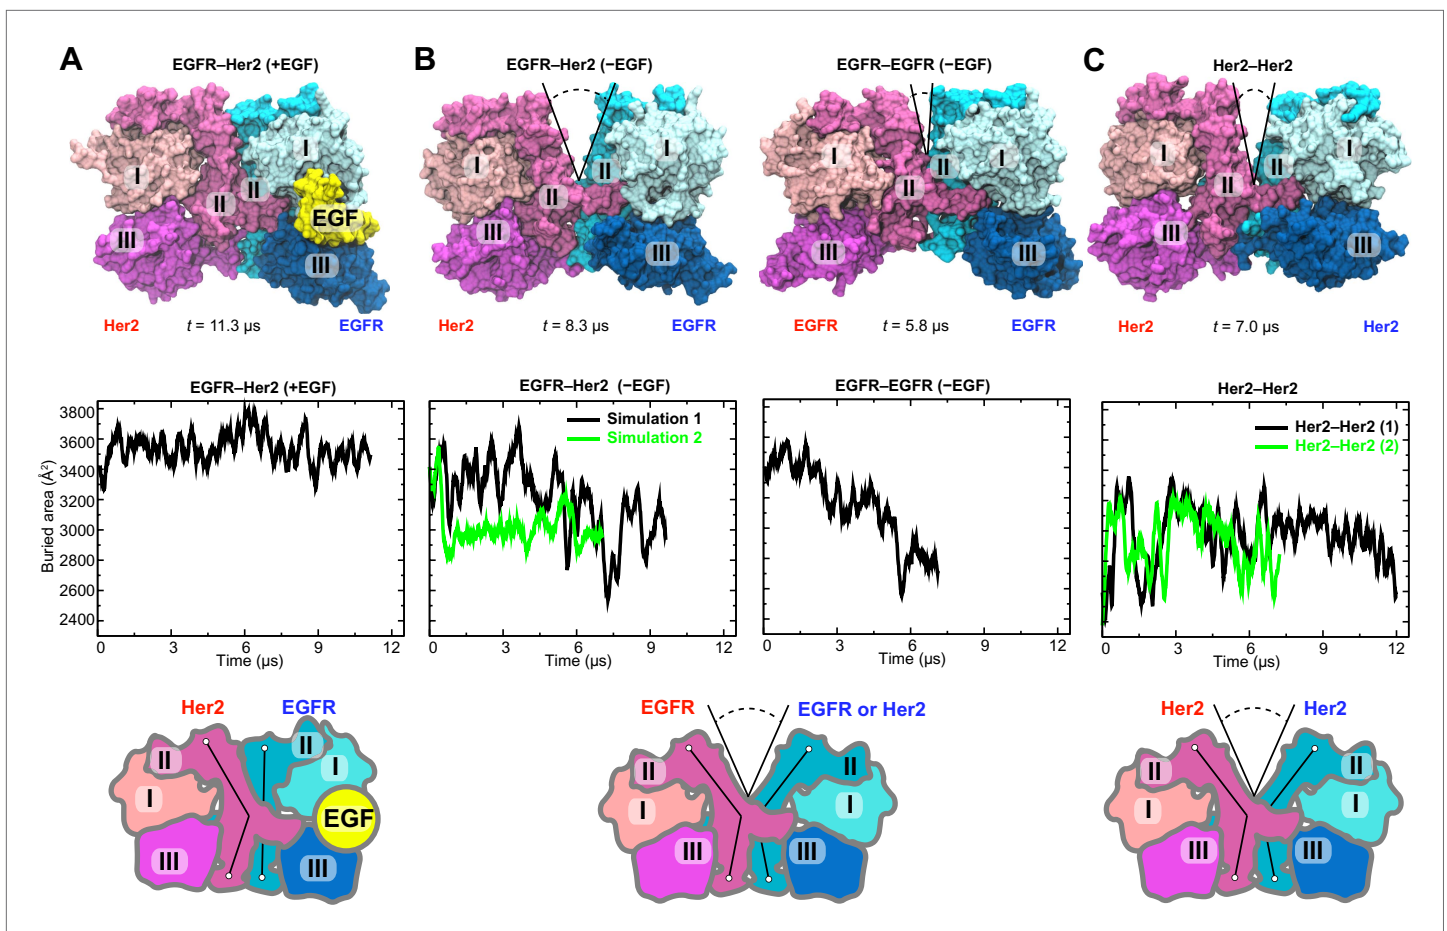 A
B
C
EGFR–Her2 (+EGF)
EGFR–Her2 (−EGF)
EGFR–EGFR (−EGF)
Her2–Her2
I
II
II
III
I
EGF
III
I
II
III
II
I
III
I
II
III
II
I
III
I
II
III
II
I
III
Her2
t = 11.3 µs
EGFR
Her2
t = 8.3 µs
EGFR
EGFR
t = 5.8 µs
EGFR
Her2
t = 7.0 µs
Her2
EGFR–Her2 (+EGF)
Buried area (Å²)
3800
3600
3400
3200
3000
2800
2600
2400
0 3 6 9 12
Time (µs)
EGFR–Her2 (−EGF)
Simulation 1
Simulation 2
0 3 6 9 12
Time (µs)
EGFR–EGFR (−EGF)
0 3 6 9 12
Time (µs)
Her2–Her2
Her2–Her2 (1)
Her2–Her2 (2)
0 3 6 9 12
Time (µs)
Her2
EGFR
II
II
I
I
EGF
III
III
EGFR
EGFR or Her2
II
II
I
I
III
III
Her2
Her2
II
II
I
I
III
III